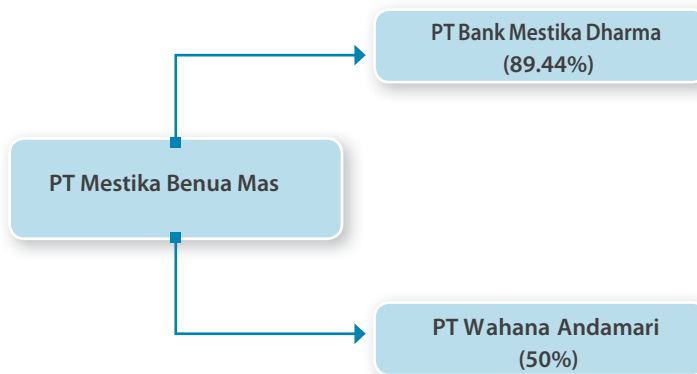 PT Bank Mestika Dharma
(89.44%)
PT Mestika Benua Mas
PT Wahana Andamari
(50%)